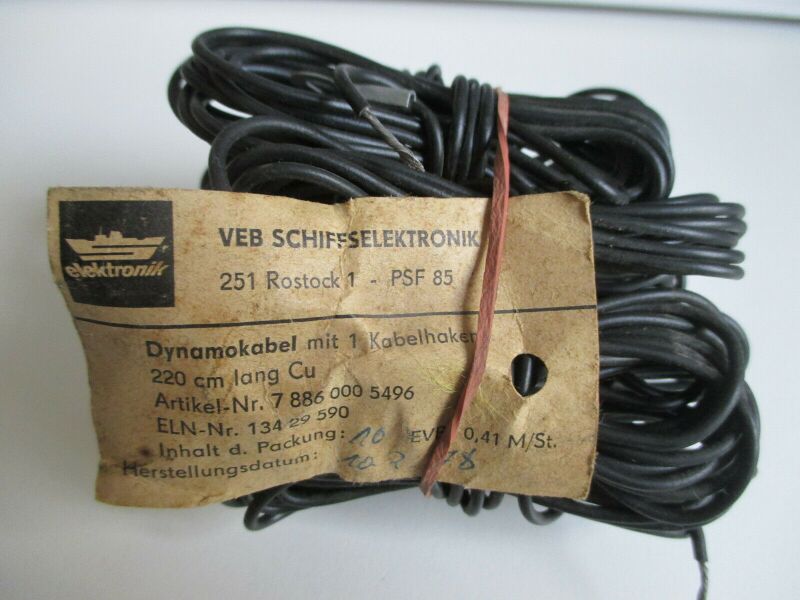 elektronik
VEB SCHIFFSELEKTRONIK
251 Rostock 1 - PSF 85
Dynamokabel mit 1 Kabelhaken
220 cm lang Cu
Artikel-Nr. 7 886 000 5496
ELN-Nr. 134 29 590
Inhalt d. Packung: 10 EVP 0,41 M/St.
Herstellungsdatum: 78